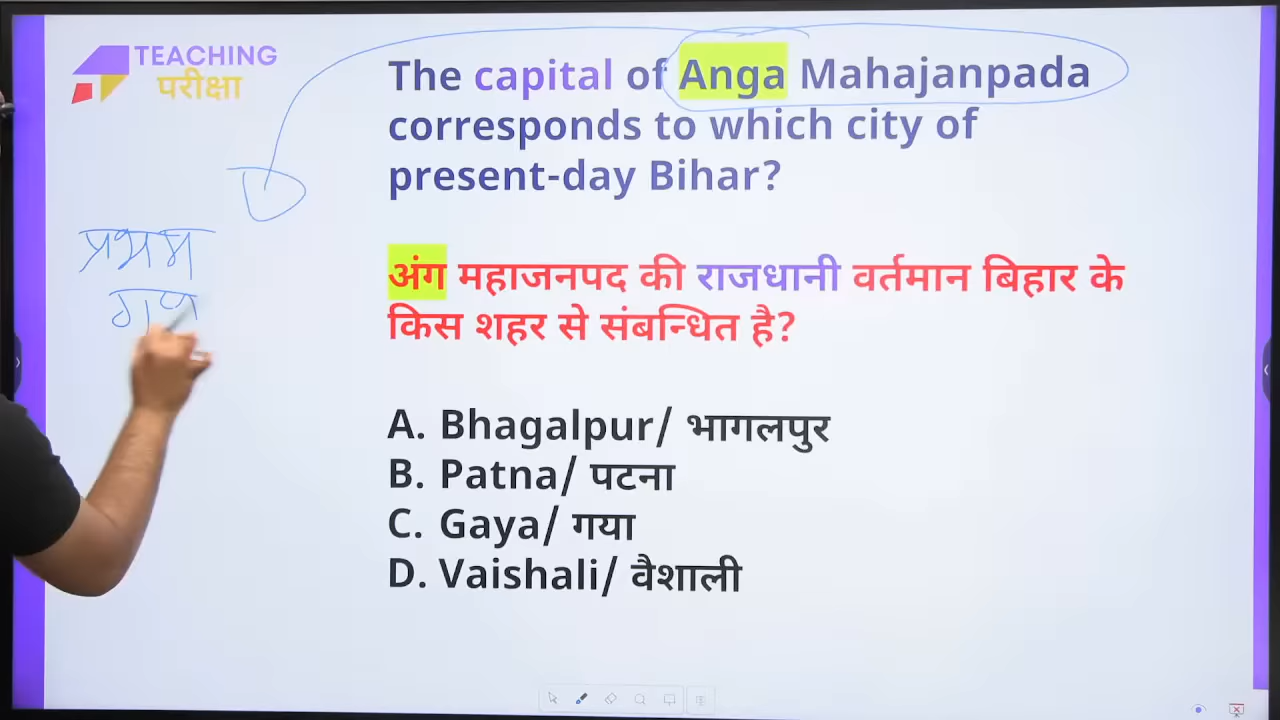 TEACHING
परीक्षा
The capital of Anga Mahajanpada
corresponds to which city of
present-day Bihar?
प्रथम
गण
अंग महाजनपद की राजधानी वर्तमान बिहार के
किस शहर से संबन्धित है?
A. Bhagalpur/ भागलपुर
B. Patna/ पटना
C. Gaya/ गया
D. Vaishali/ वैशाली